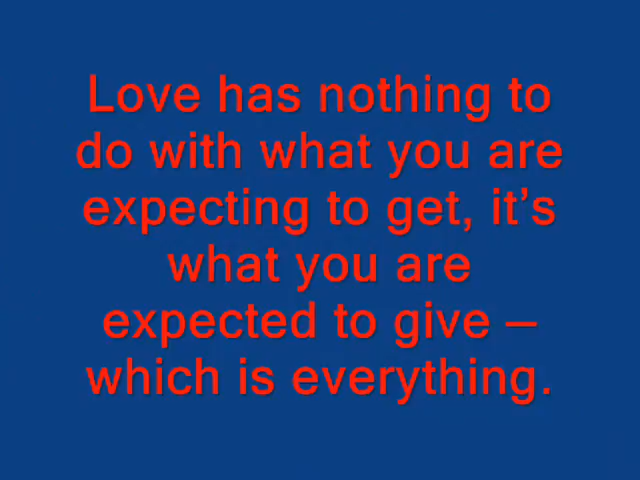 Love has nothing to
do with what you are
expecting to get, it’s
what you are
expected to give –
which is everything.